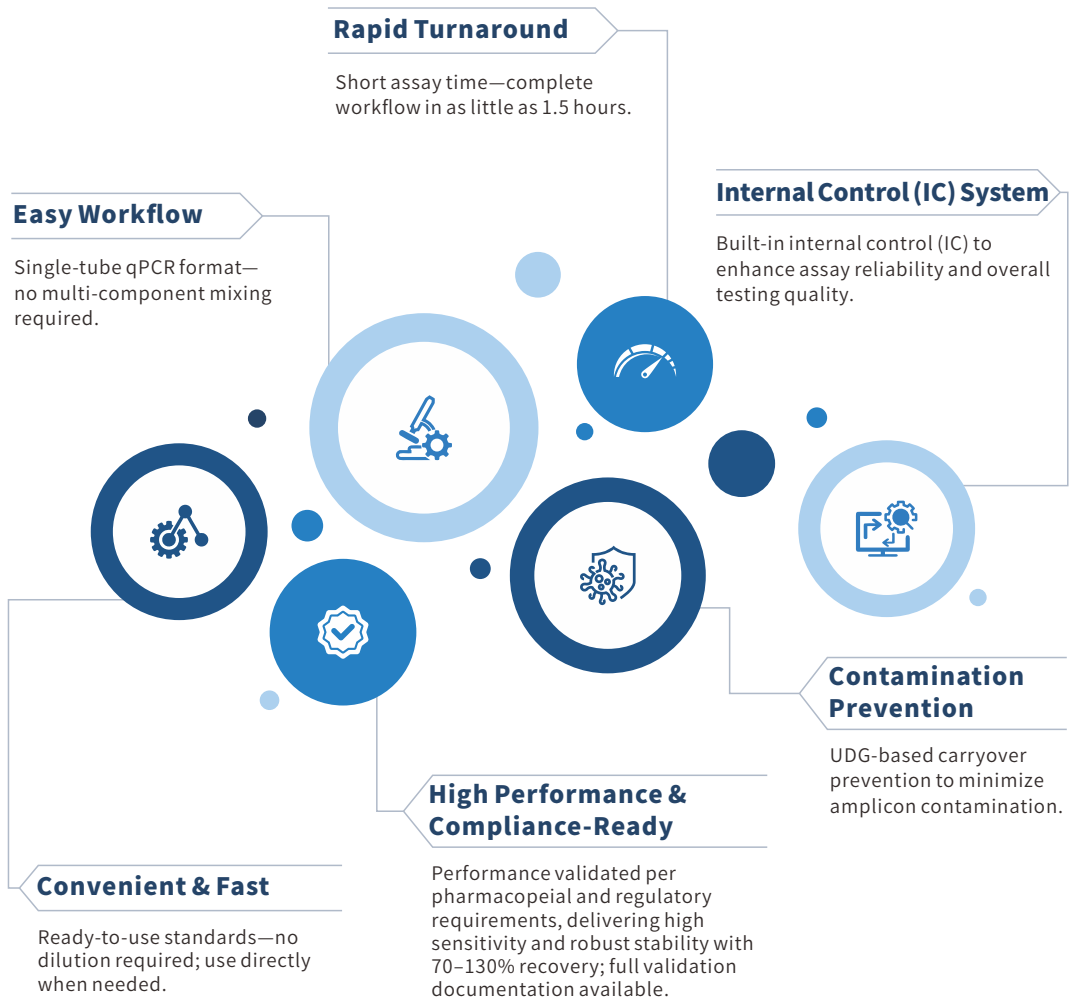 Rapid Turnaround
Short assay time—complete
workflow in as little as 1.5 hours.
Easy Workflow
Single-tube qPCR format—
no multi-component mixing
required.
Internal Control (IC) System
Built-in internal control (IC) to
enhance assay reliability and overall
testing quality.
Contamination
Prevention
UDG-based carryover
prevention to minimize
amplicon contamination.
High Performance &
Compliance-Ready
Performance validated per
pharmacopeial and regulatory
requirements, delivering high
sensitivity and robust stability with
70–130% recovery; full validation
documentation available.
Convenient & Fast
Ready-to-use standards—no
dilution required; use directly
when needed.